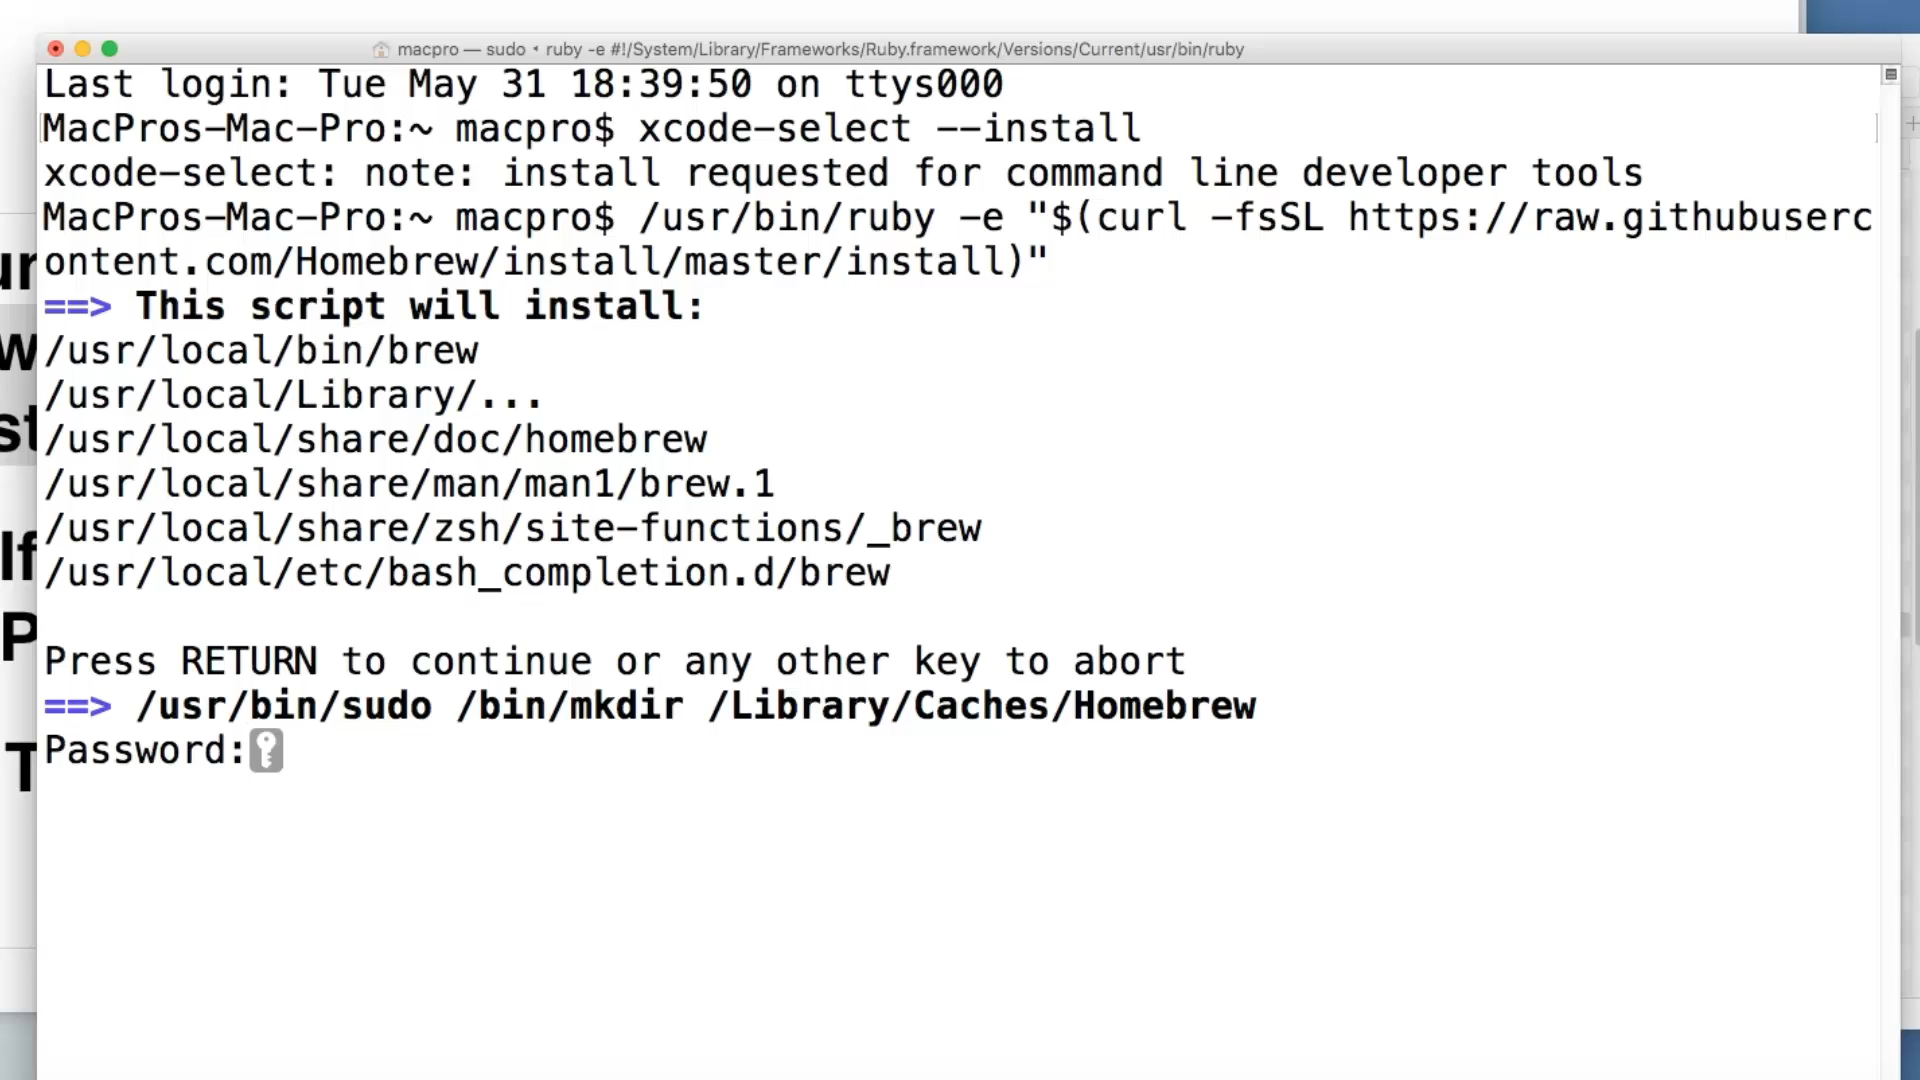 macpro — sudo • ruby -e #!/System/Library/Frameworks/Ruby.framework/Versions/Current/usr/bin/ruby
Last login: Tue May 31 18:39:50 on ttys000
MacPros-Mac-Pro:~ macpro$ xcode-select --install
xcode-select: note: install requested for command line developer tools
MacPros-Mac-Pro:~ macpro$ /usr/bin/ruby -e "$(curl -fsSL https://raw.githubuserc
ontent.com/Homebrew/install/master/install)"
==> This script will install:
/usr/local/bin/brew
/usr/local/Library/...
/usr/local/share/doc/homebrew
/usr/local/share/man/man1/brew.1
/usr/local/share/zsh/site-functions/_brew
/usr/local/etc/bash_completion.d/brew
Press RETURN to continue or any other key to abort
==> /usr/bin/sudo /bin/mkdir /Library/Caches/Homebrew
Password: